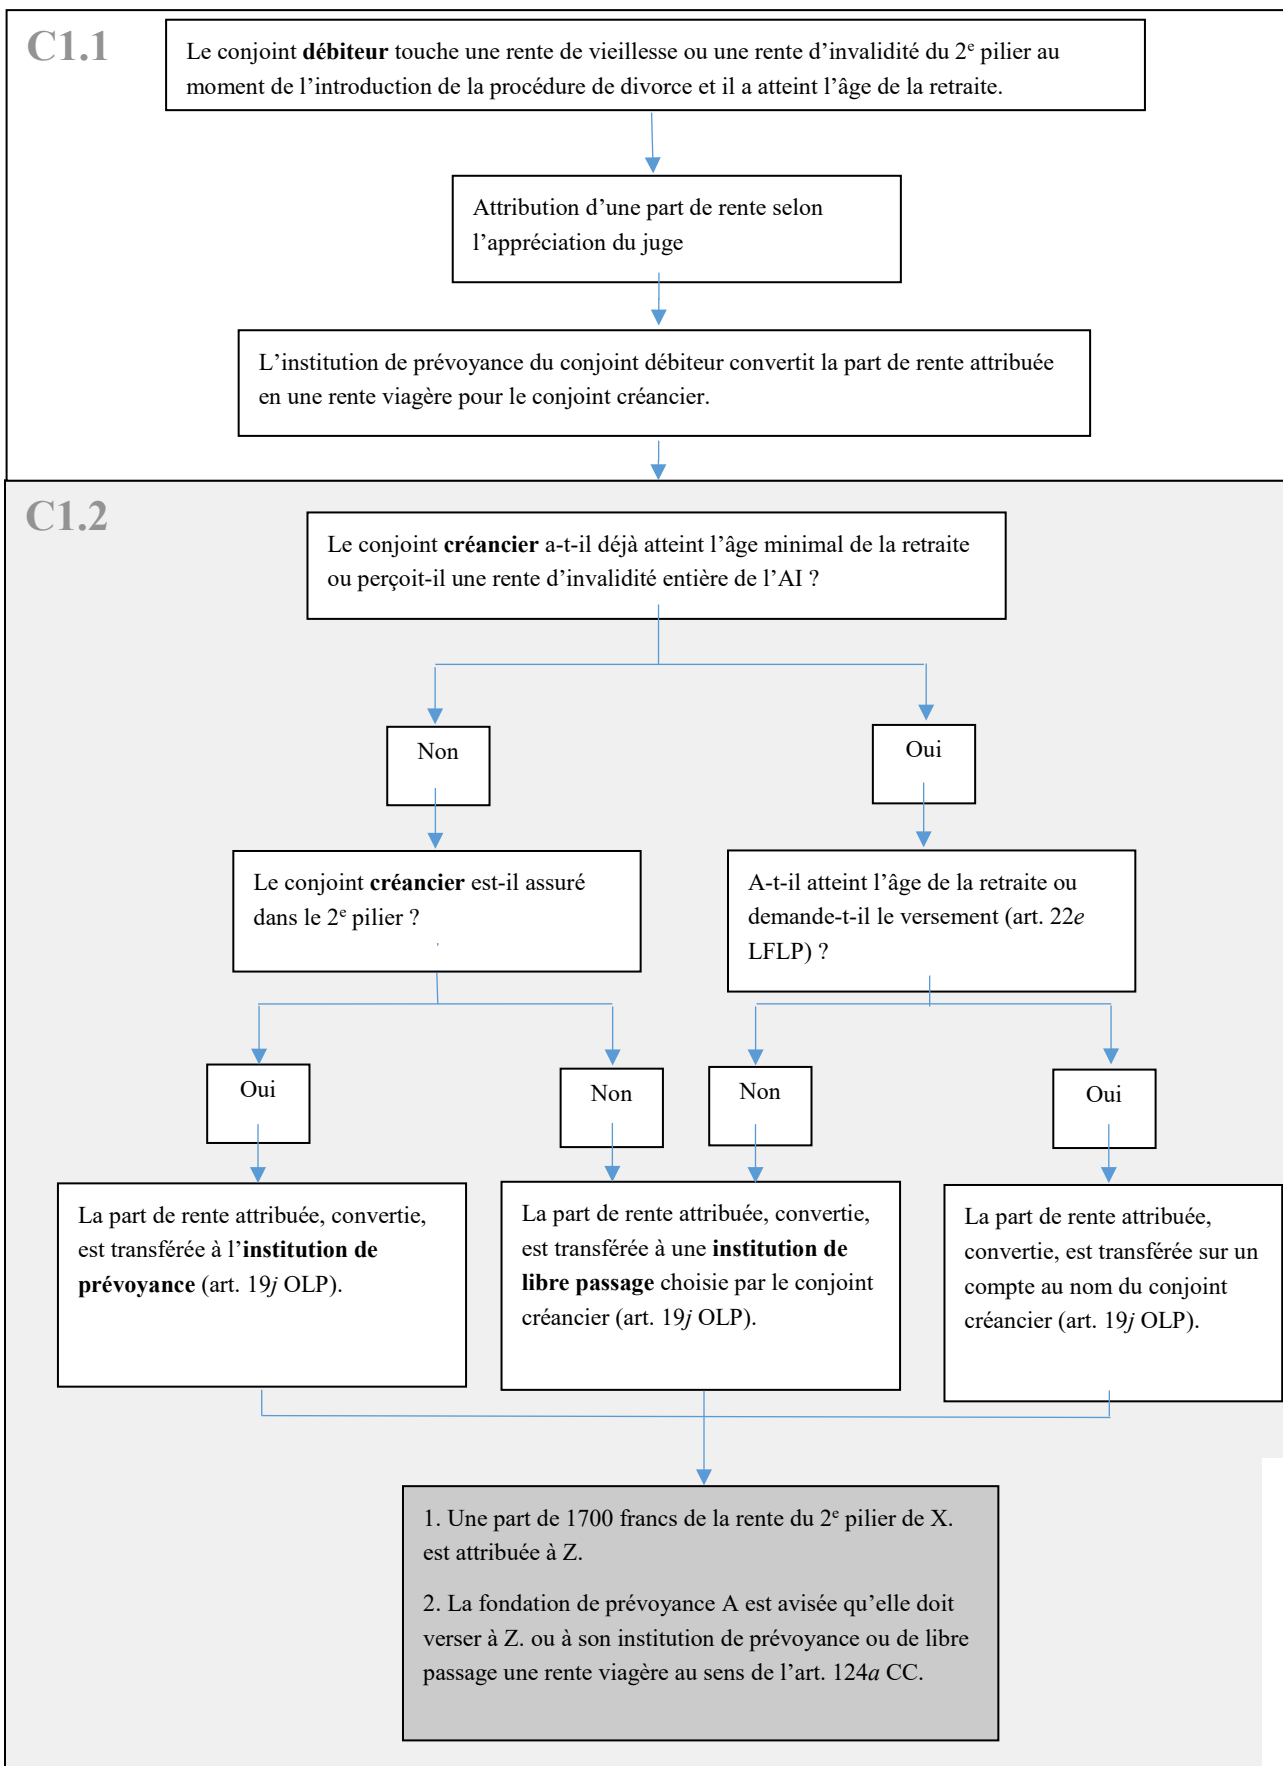 C1.1
Le conjoint débiteur touche une rente de vieillesse ou une rente d’invalidité du 2e pilier au
moment de l’introduction de la procédure de divorce et il a atteint l’âge de la retraite.
Attribution d’une part de rente selon
l’appréciation du juge
L’institution de prévoyance du conjoint débiteur convertit la part de rente attribuée
en une rente viagère pour le conjoint créancier.
C1.2
Le conjoint créancier a-t-il déjà atteint l’âge minimal de la retraite
ou perçoit-il une rente d’invalidité entière de l’AI ?
Non
Oui
Le conjoint créancier est-il assuré
dans le 2e pilier ?
A-t-il atteint l’âge de la retraite ou
demande-t-il le versement (art. 22e
LFLP) ?
Oui
Non
Non
Oui
La part de rente attribuée, convertie,
est transférée à l’institution de
prévoyance (art. 19j OLP).
La part de rente attribuée, convertie,
est transférée à une institution de
libre passage choisie par le conjoint
créancier (art. 19j OLP).
La part de rente attribuée,
convertie, est transférée sur un
compte au nom du conjoint
créancier (art. 19j OLP).
1. Une part de 1700 francs de la rente du 2e pilier de X.
est attribuée à Z.
2. La fondation de prévoyance A est avisée qu’elle doit
verser à Z. ou à son institution de prévoyance ou de libre
passage une rente viagère au sens de l’art. 124a CC.